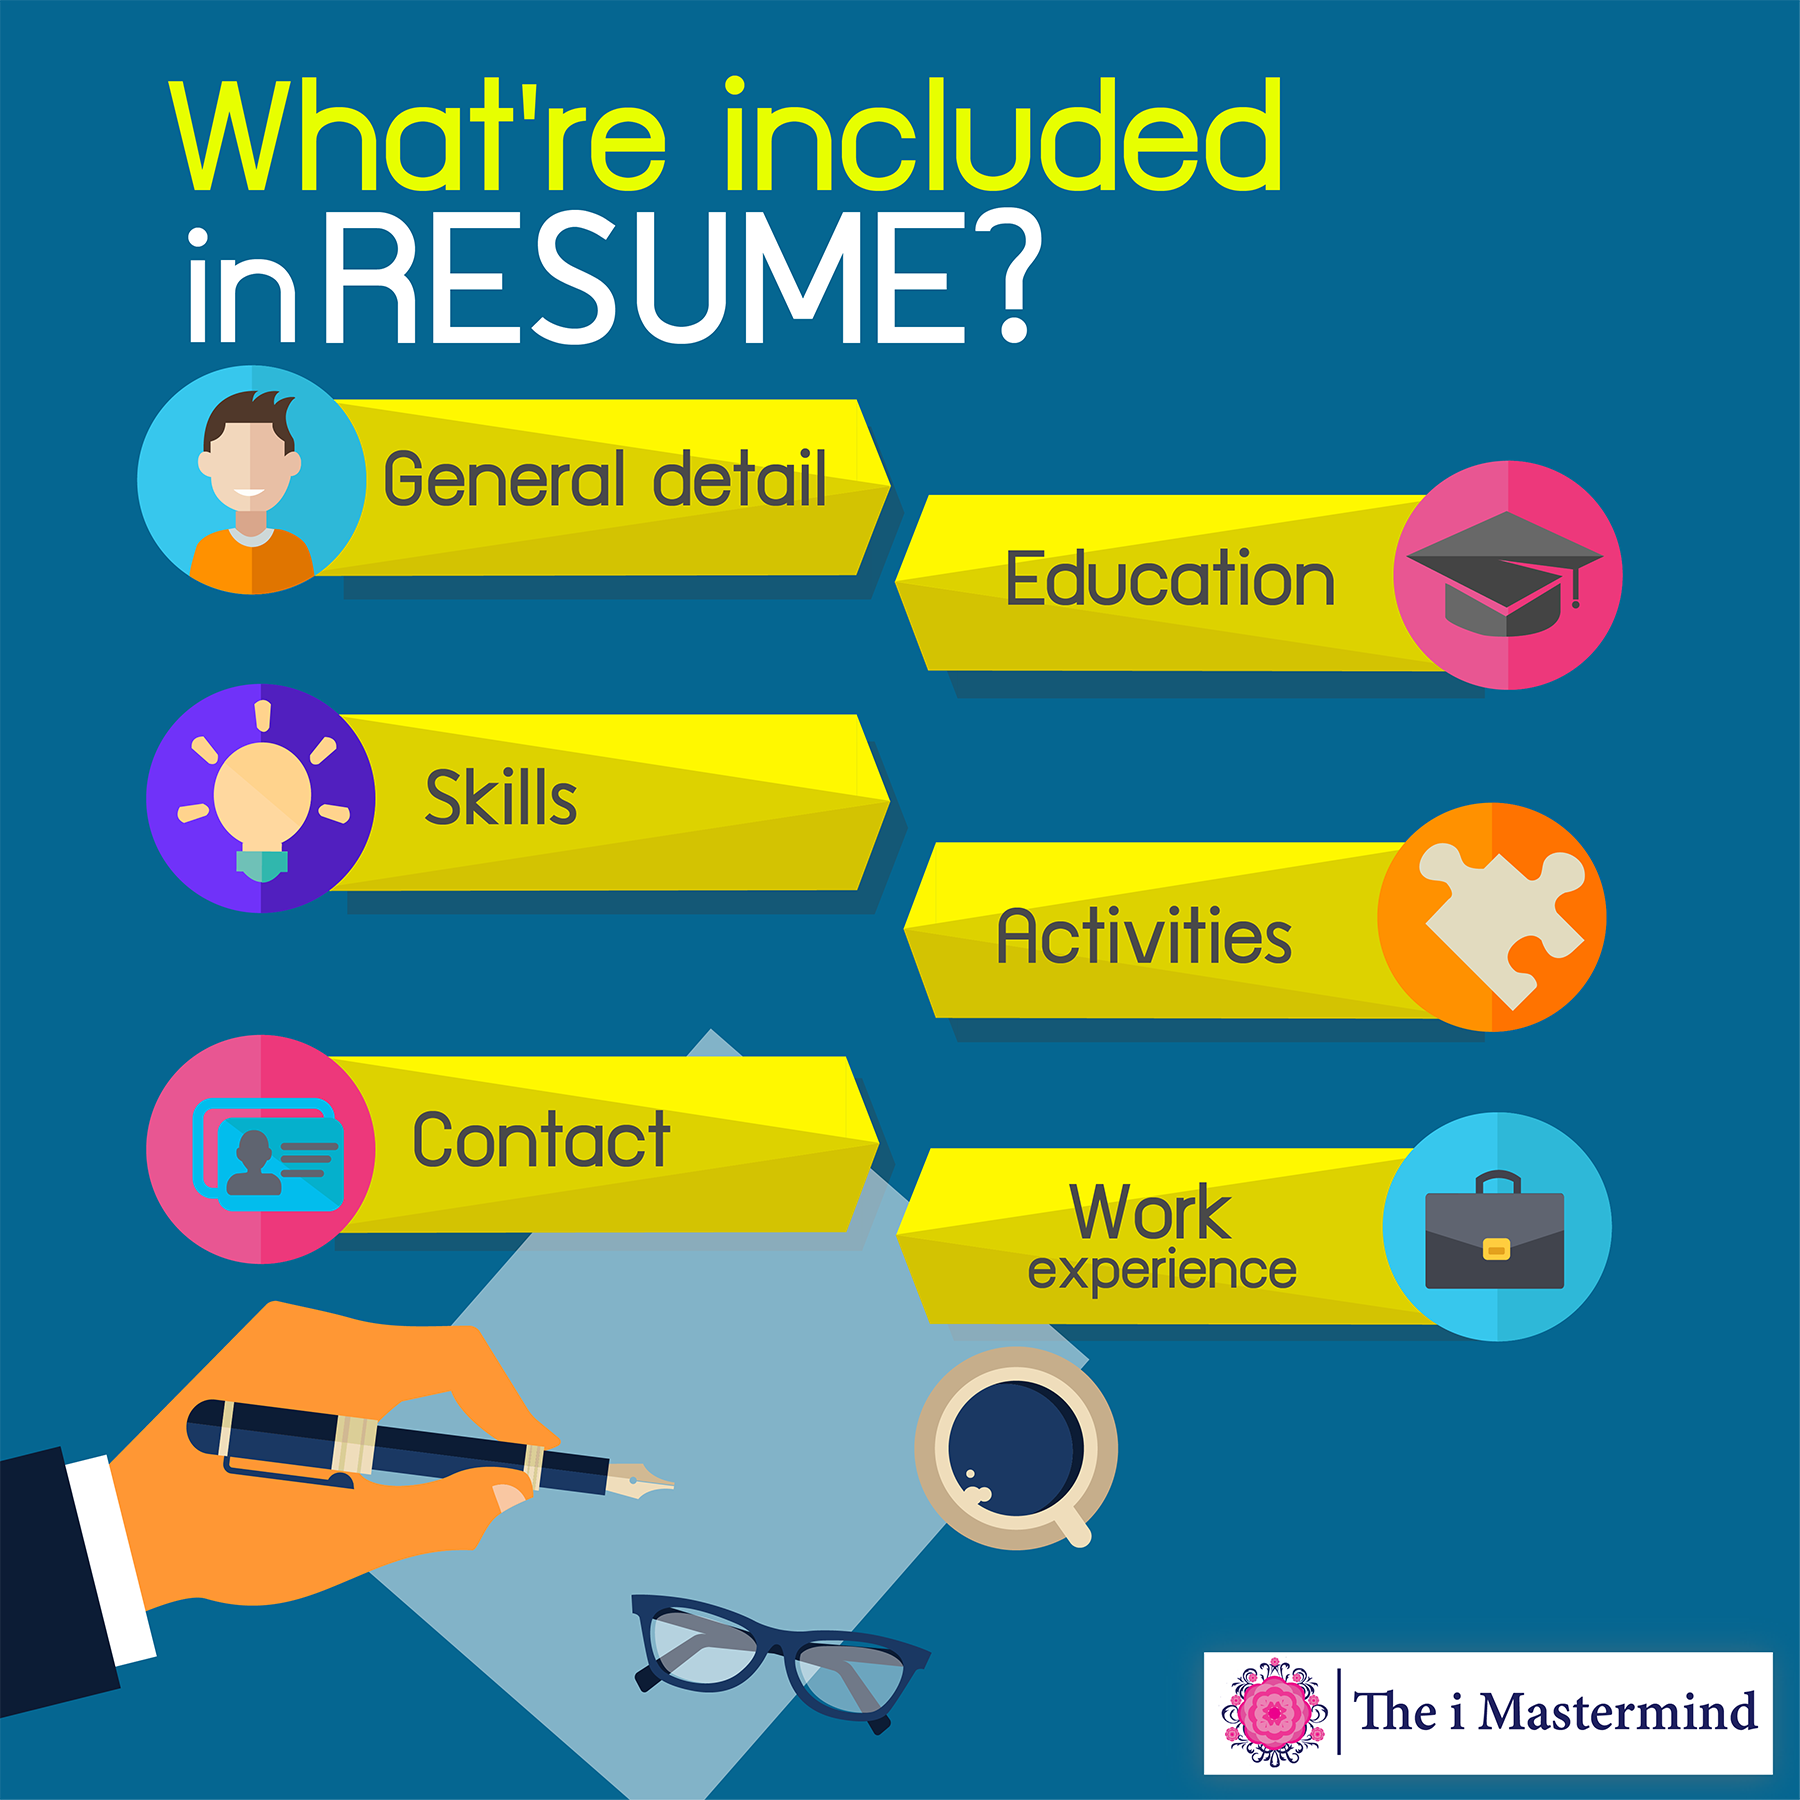 What're included
in RESUME?
General detail
Education
Skills
Activities
Contact
Work
experience
The i Mastermind